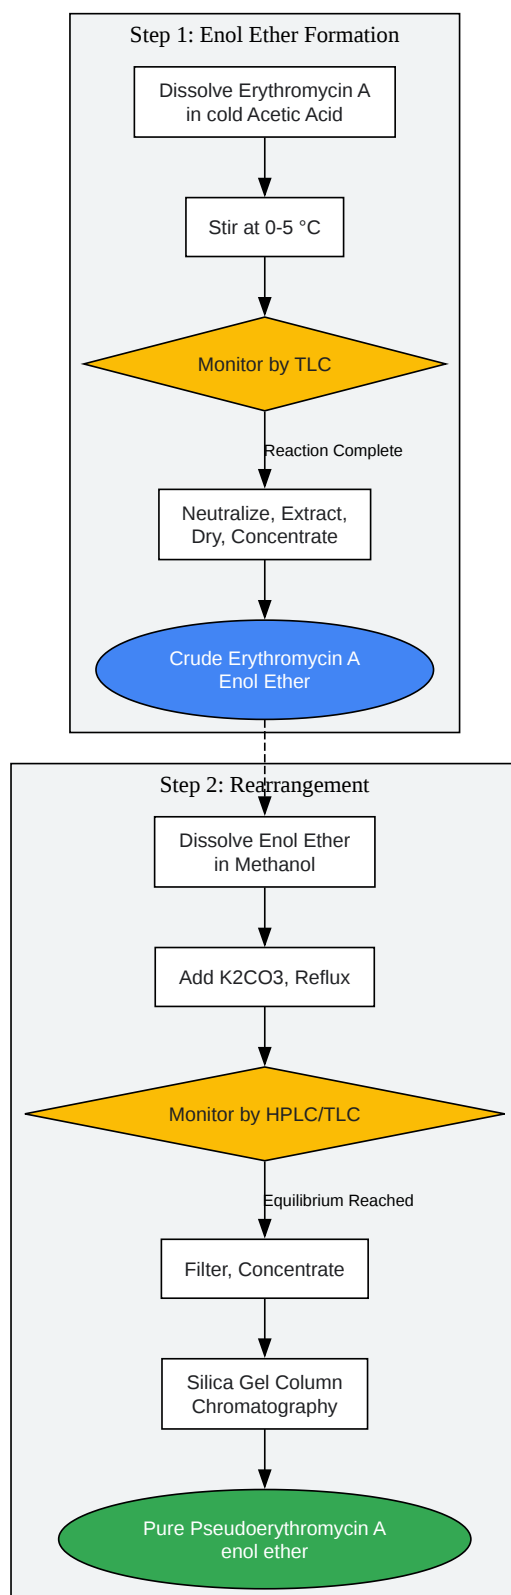 Step 1: Enol Ether Formation
Dissolve Erythromycin A
in cold Acetic Acid
Stir at 0-5 °C
Monitor by TLC
Reaction Complete
Neutralize, Extract,
Dry, Concentrate
Crude Erythromycin A
Enol Ether
Step 2: Rearrangement
Dissolve Enol Ether
in Methanol
Add K2CO3, Reflux
Monitor by HPLC/TLC
Equilibrium Reached
Filter, Concentrate
Silica Gel Column
Chromatography
Pure Pseudoerythromycin A
enol ether